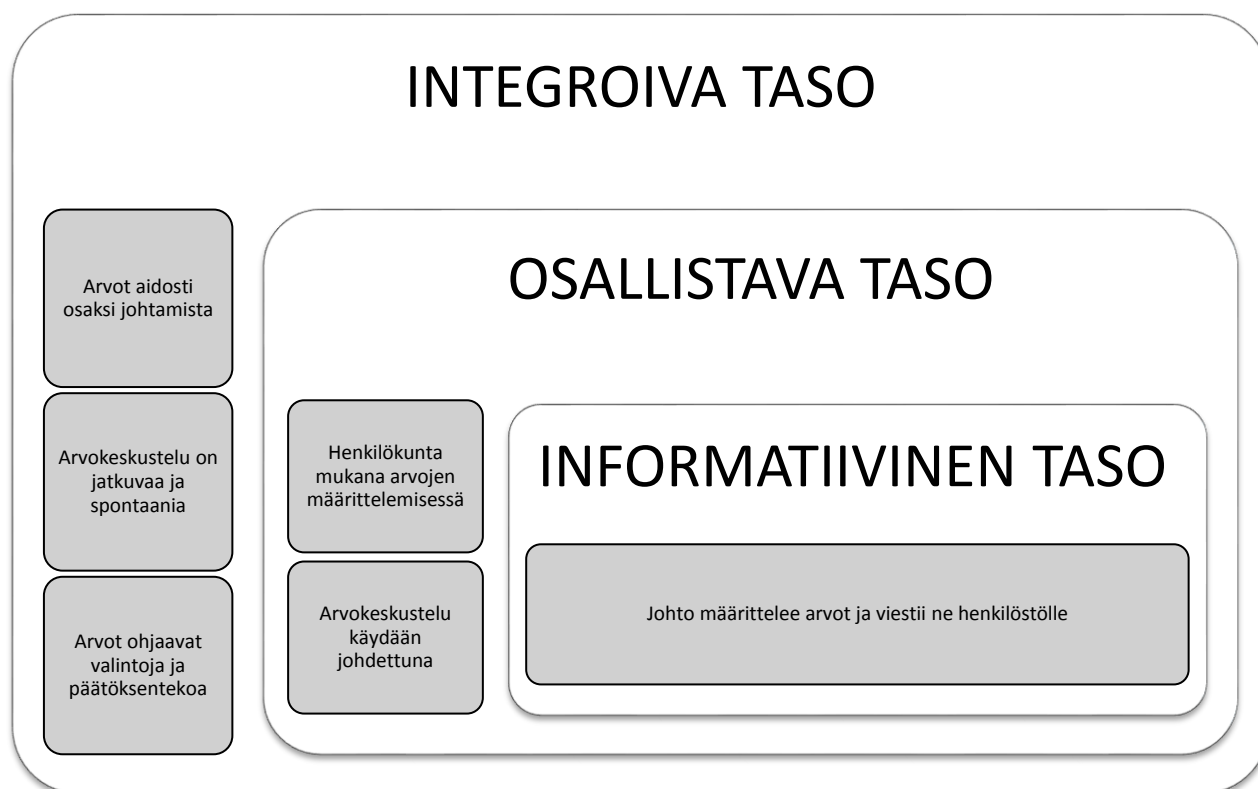 INTEGROIVA TASO
Arvot aidosti
osaksi johtamista
Arvokeskustelu on
jatkuvaa ja
spontaania
Arvot ohjaavat
valintoja ja
päätöksentekoa
OSALLISTAVA TASO
Henkilökunta
mukana arvojen
määrittelemisessä
Arvokeskustelu
käydään
johdettuna
INFORMATIIVINEN TASO
Johto määrittelee arvot ja viestii ne henkilöstölle